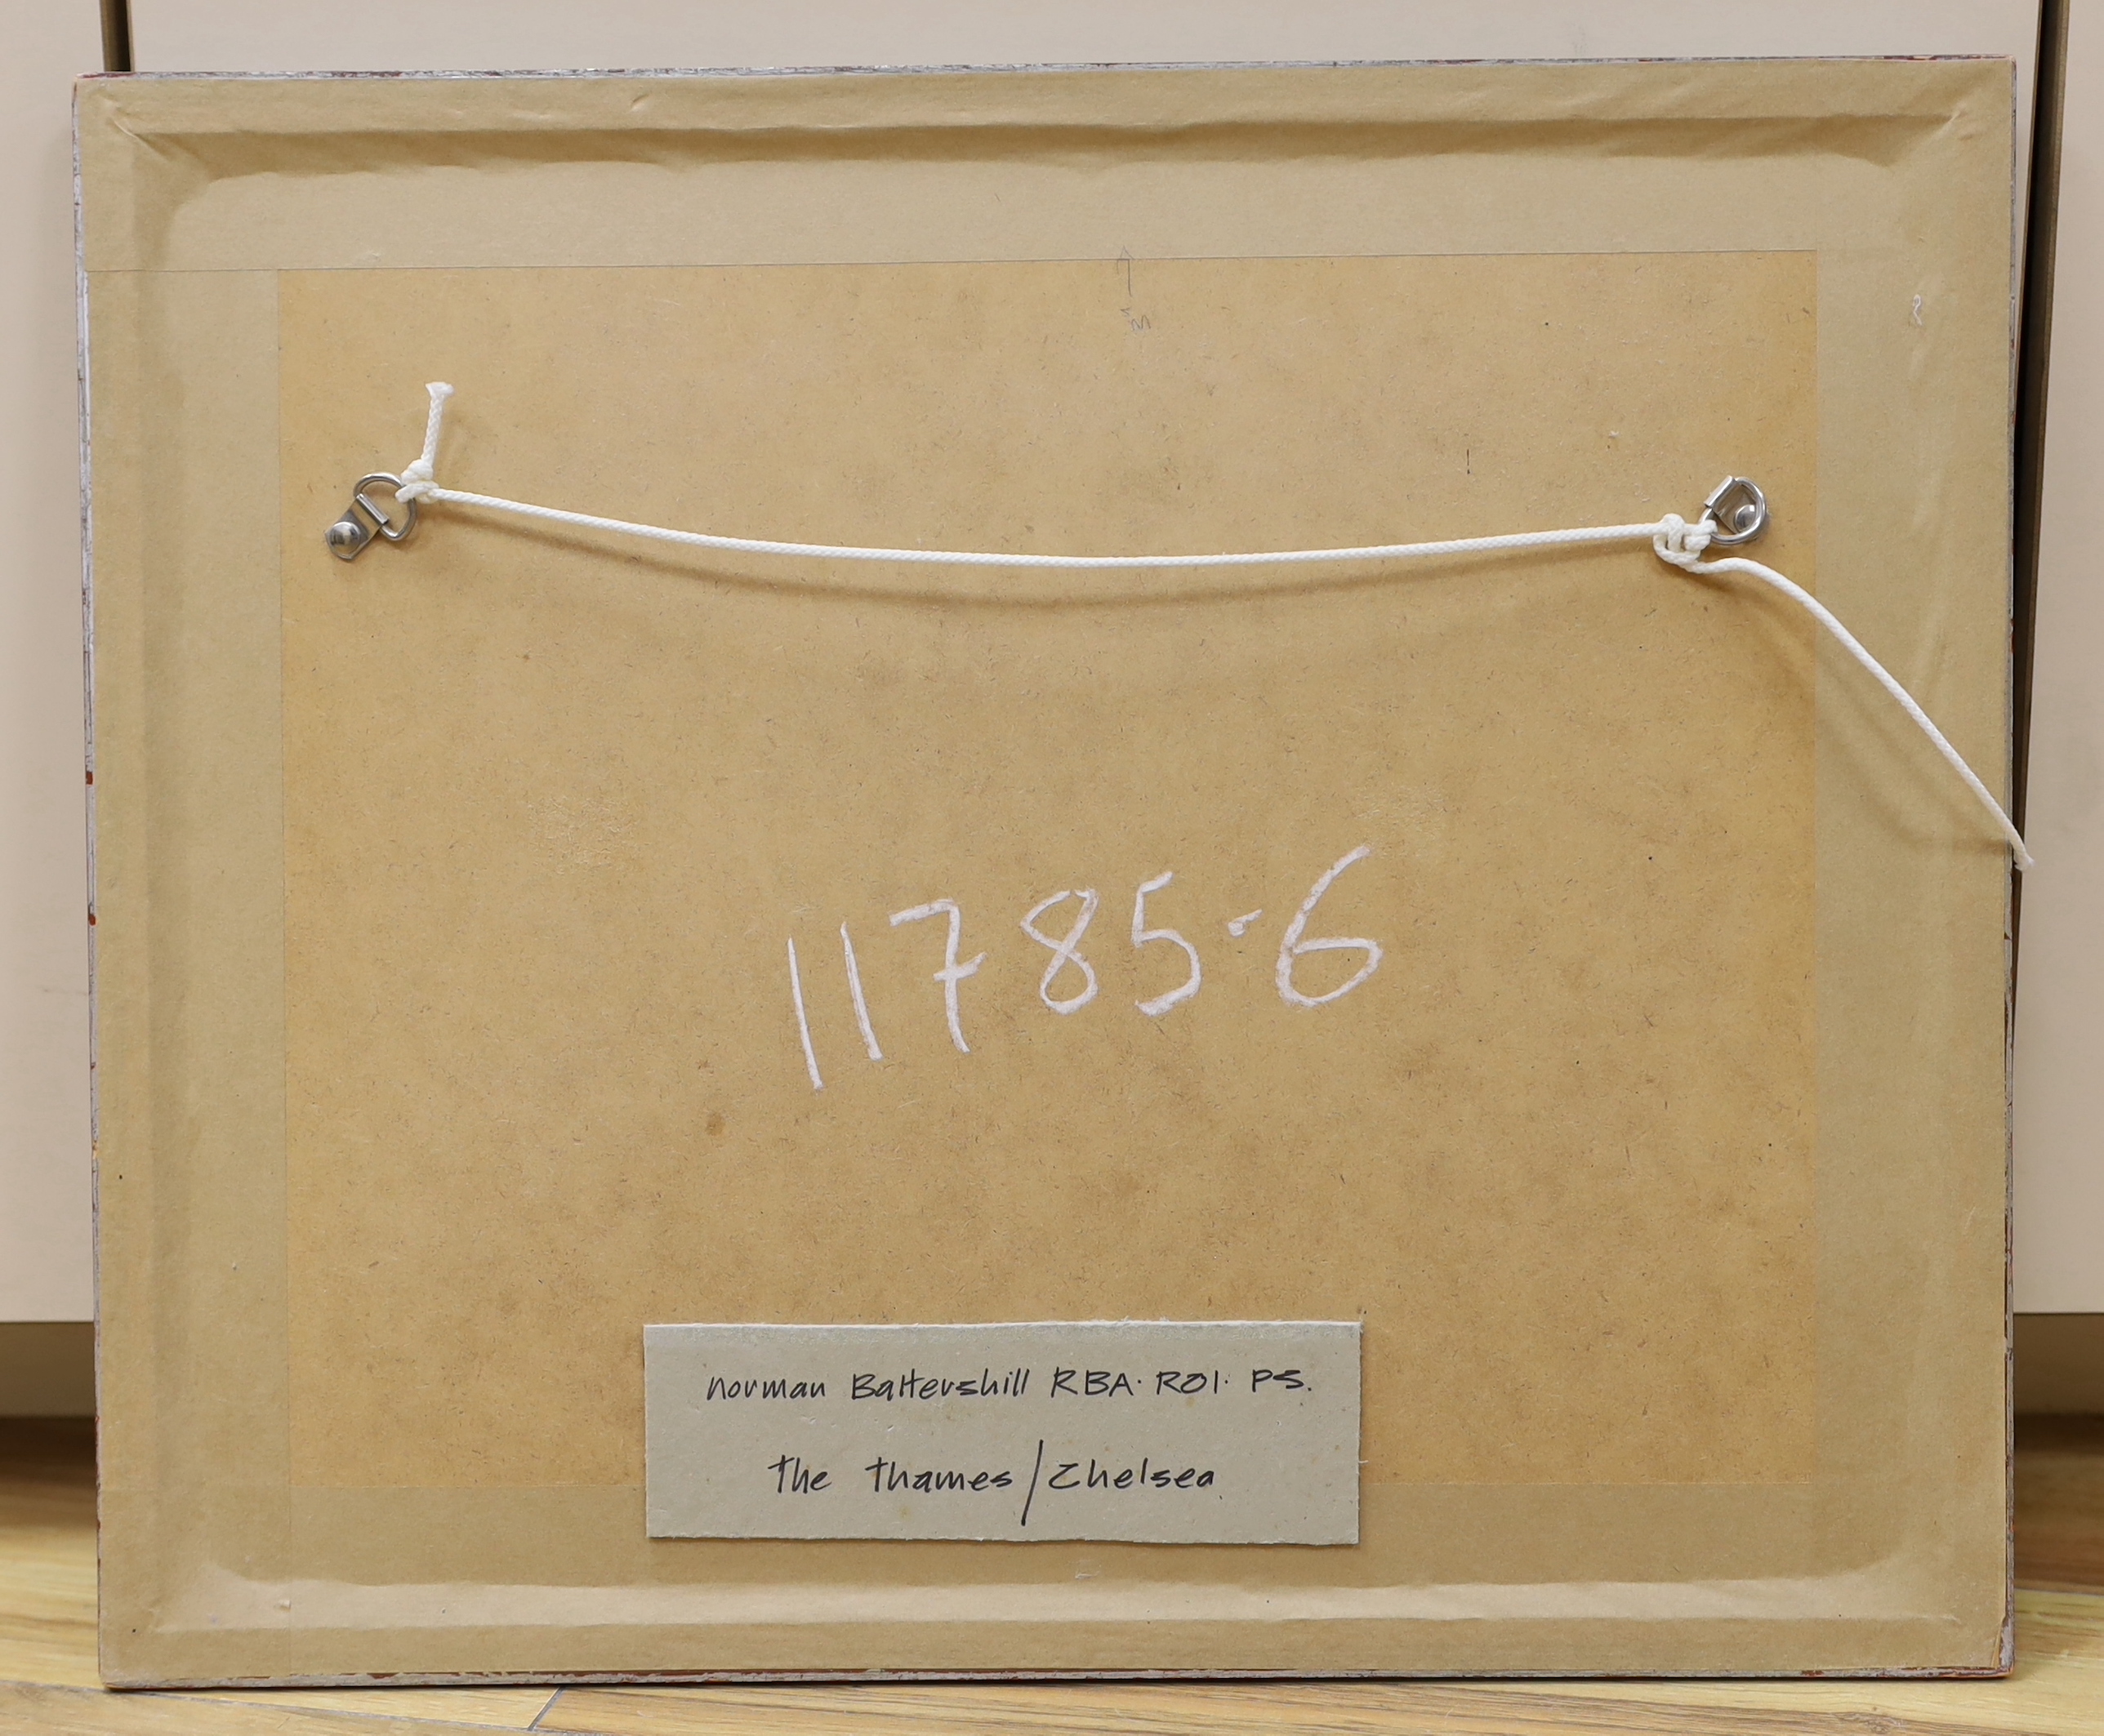 11785-6
Norman Battershill RBA. ROI. PS.
The Thames/Chelsea